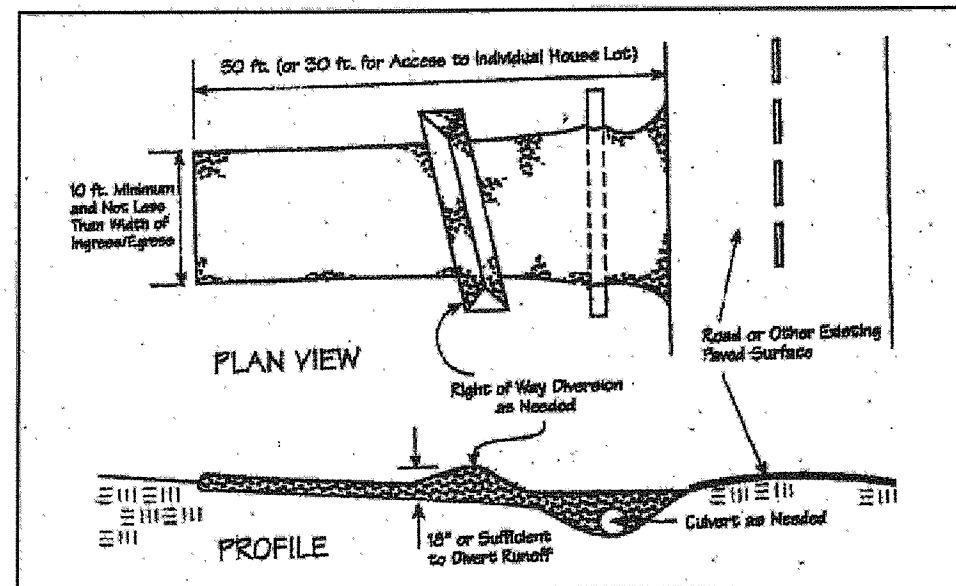 50 ft. (or 30 ft. for Access to Individual House Lot)
10 ft. Minimum
and Not Less
Than Width of
Ingress/Egress
PLAN VIEW
Right of Way Diversion
as Needed
Road or Other Existing
Paved Surface
18" or Sufficient
to Divert Runoff
Culvert as Needed
PROFILE